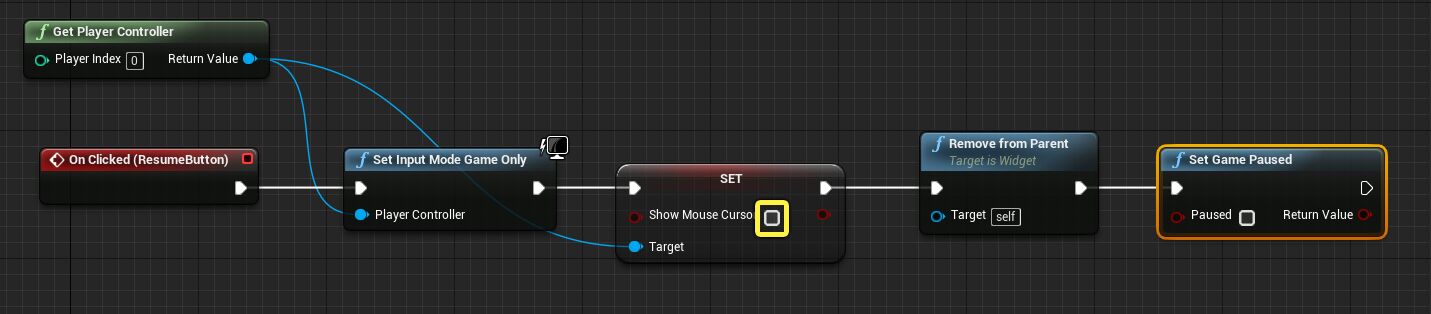 Get Player Controller
Player Index 0 Return Value
On Clicked (ResumeButton)
Set Input Mode Game Only
Player Controller
SET
Show Mouse Curso
Target
Remove from Parent
Target is Widget
Target self
Set Game Paused
Paused Return Value